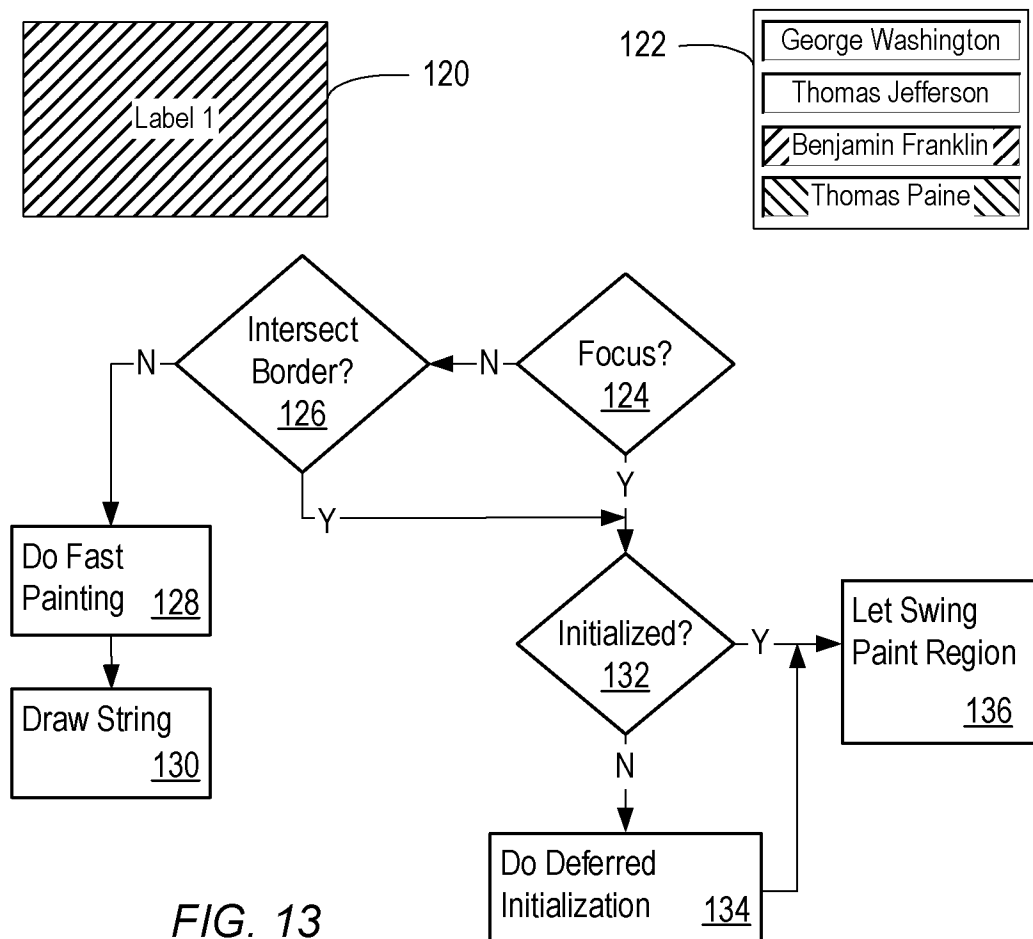 Label 1
120
122
George Washington
Thomas Jefferson
Benjamin Franklin
Thomas Paine
Intersect
Border?
126
N
Focus?
124
N
Y
Y
Do Fast
Painting 128
Draw String
130
Initialized?
132
Y
N
Let Swing
Paint Region
136
Do Deferred
Initialization 134
FIG. 13